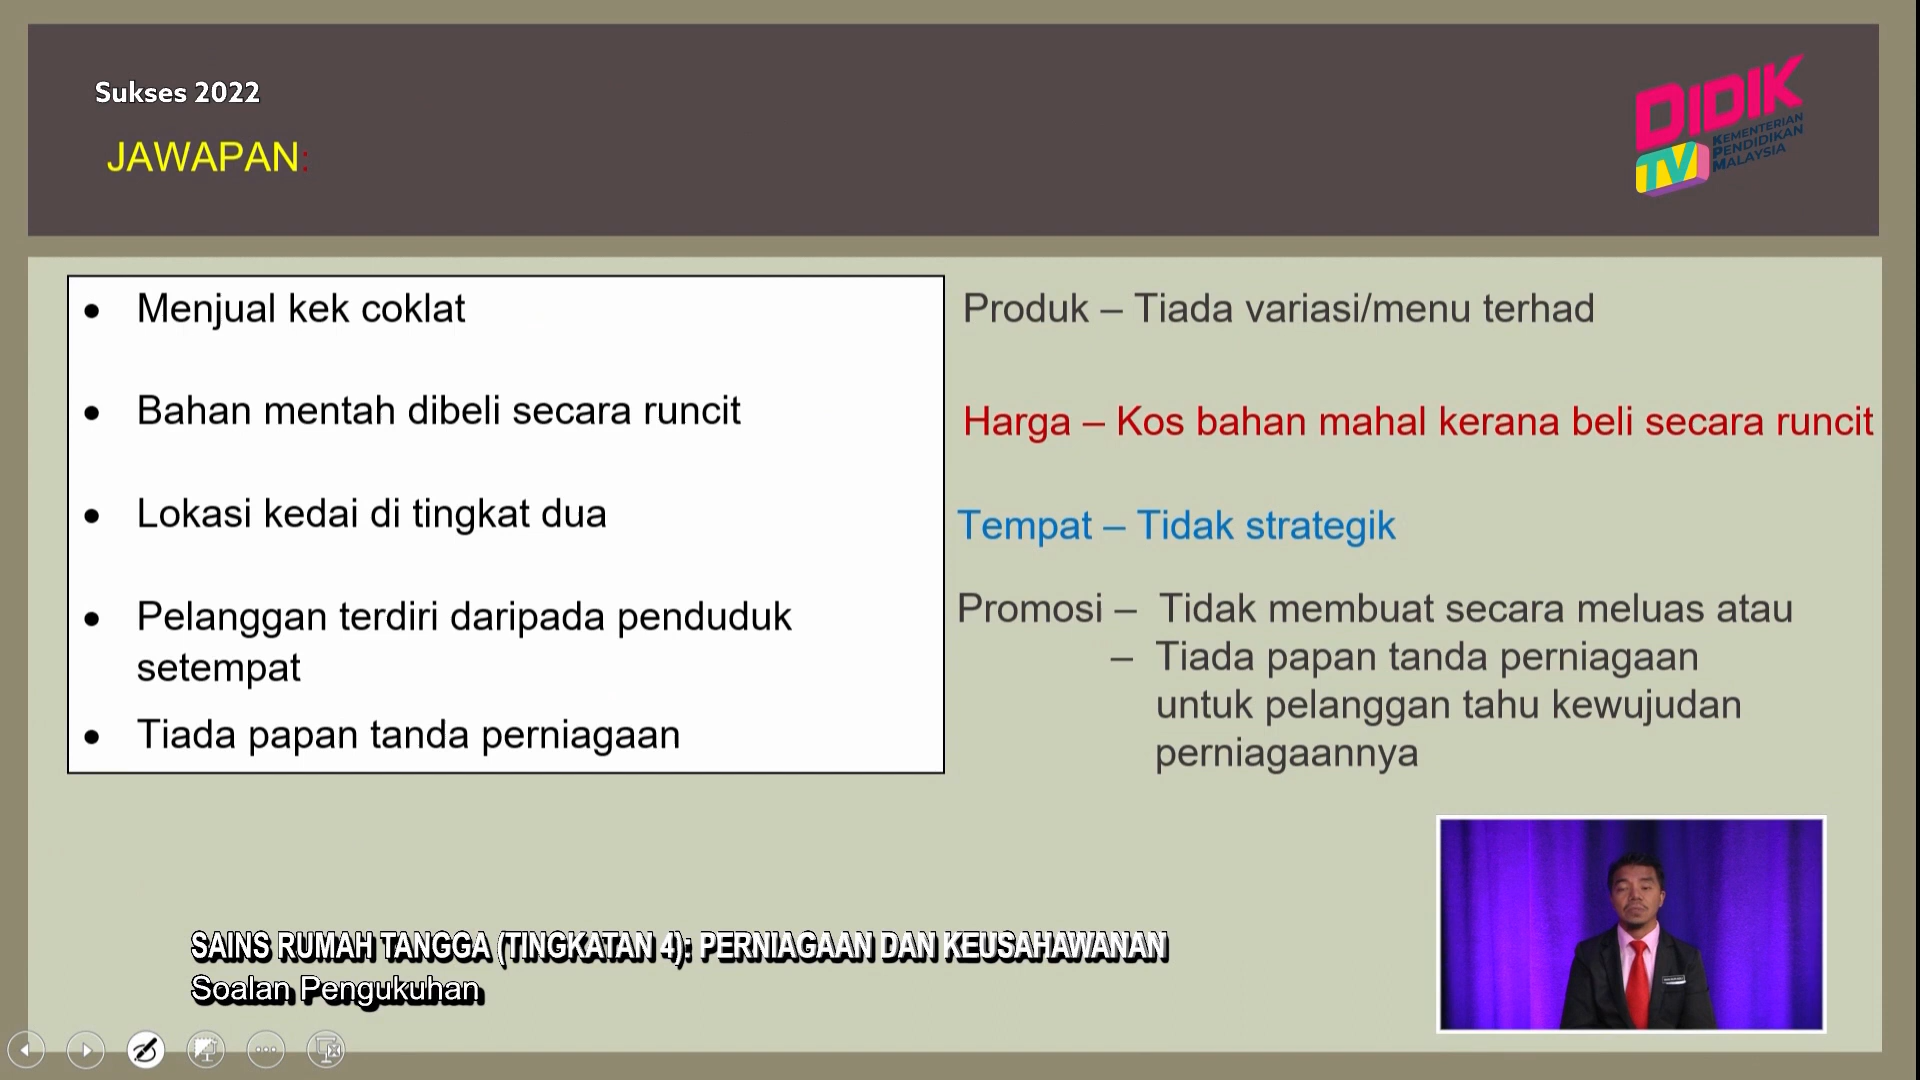 Sukses 2022
JAWAPAN:
DIDIK
TV
KEMENTERIAN
PENDIDIKAN
MALAYSIA
• Menjual kek coklat
• Bahan mentah dibeli secara runcit
• Lokasi kedai di tingkat dua
• Pelanggan terdiri daripada penduduk
setempat
• Tiada papan tanda perniagaan
Produk – Tiada variasi/menu terhad
Harga – Kos bahan mahal kerana beli secara runcit
Tempat – Tidak strategik
Promosi – Tidak membuat secara meluas atau
– Tiada papan tanda perniagaan
untuk pelanggan tahu kewujudan
perniagaannya
SAINS RUMAH TANGGA (TINGKATAN 4): PERNIAGAAN DAN KEUSAHAWANAN
Soalan Pengukuhan